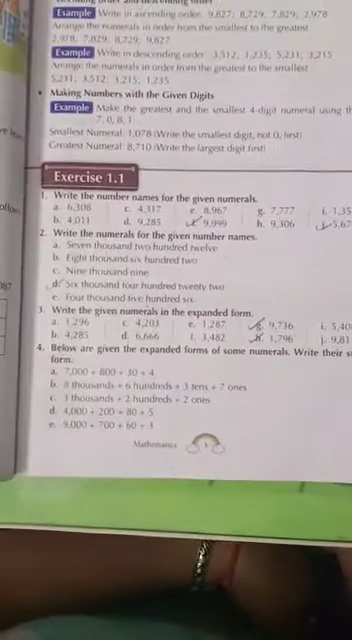 Example Write in ascending order: 9,827; 8,729; 7,829; 2,978
Arrange the numerals in order from the smallest to the greatest
2,978; 7,829; 8,729; 9,827
Example Write in descending order: 3,512; 1,235; 5,231; 3,215
Arrange the numerals in order from the greatest to the smallest
5,231; 3,512; 3,215; 1,235
• Making Numbers with the Given Digits
Example Make the greatest and the smallest 4-digit numeral using
7, 0, 8, 1
Smallest Numeral: 1,078 (Write the smallest digit, not 0, first)
Greatest Numeral: 8,710 (Write the largest digit first)
Exercise 1.1
1. Write the number names for the given numerals.
a. 6,308 c. 4,317 e. 8,967 g. 7,777 i. 1,35
b. 4,011 d. 9,285 f. 9,999 h. 9,306 j. 5,67
2. Write the numerals for the given number names.
a. Seven thousand two hundred twelve
b. Eight thousand six hundred two
c. Nine thousand nine
d. Six thousand four hundred twenty two
e. Four thousand five hundred six
3. Write the given numerals in the expanded form.
a. 1,296 c. 4,203 e. 1,287 g. 9,736 i. 5,40
b. 4,285 d. 6,666 f. 3,482 h. 1,796 j. 9,81
4. Below are given the expanded forms of some numerals. Write their
form.
a. 7,000 + 800 + 30 + 4
b. 8 thousands + 6 hundreds + 3 tens + 7 ones
c. 3 thousands + 2 hundreds + 2 ones
d. 4,000 + 200 + 80 + 5
e. 9,000 + 700 + 60 + 3
Mathematics